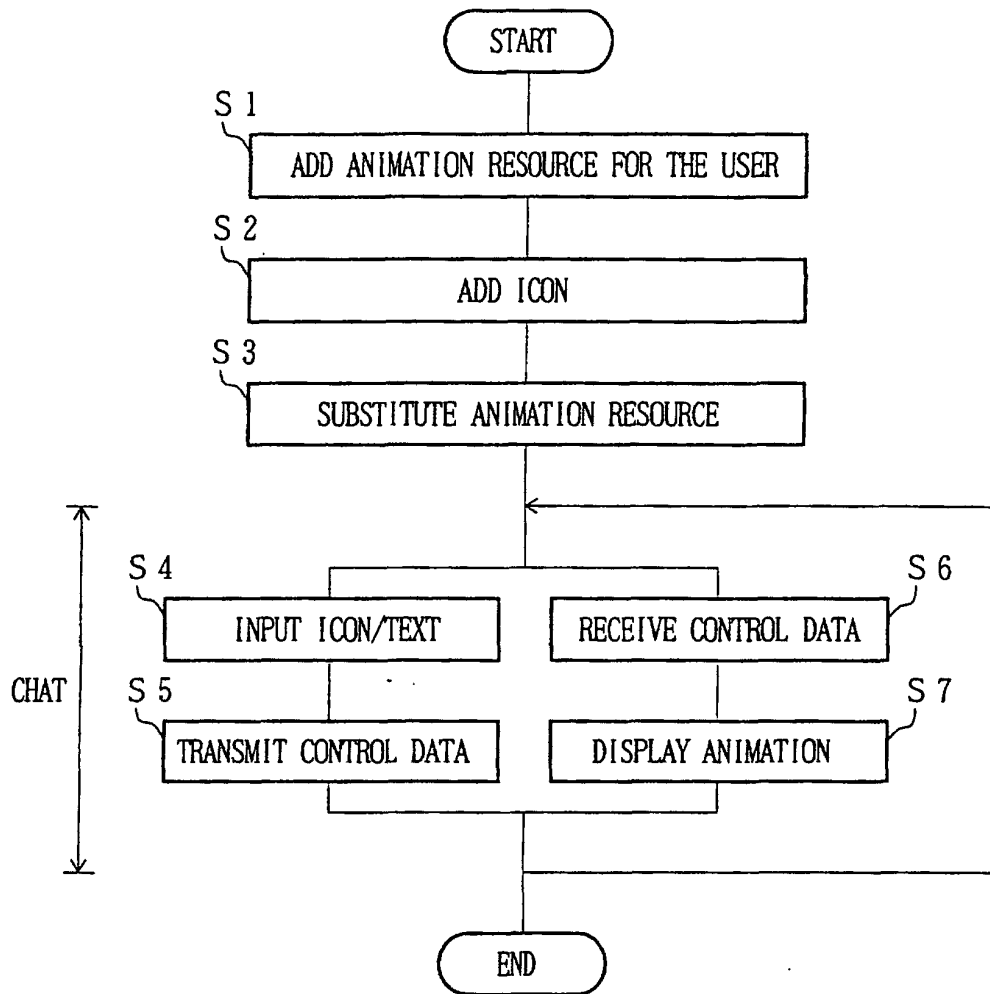 START
S 1
ADD ANIMATION RESOURCE FOR THE USER
S 2
ADD ICON
S 3
SUBSTITUTE ANIMATION RESOURCE
CHAT
S 4
INPUT ICON/TEXT
S 5
TRANSMIT CONTROL DATA
S 6
RECEIVE CONTROL DATA
S 7
DISPLAY ANIMATION
END